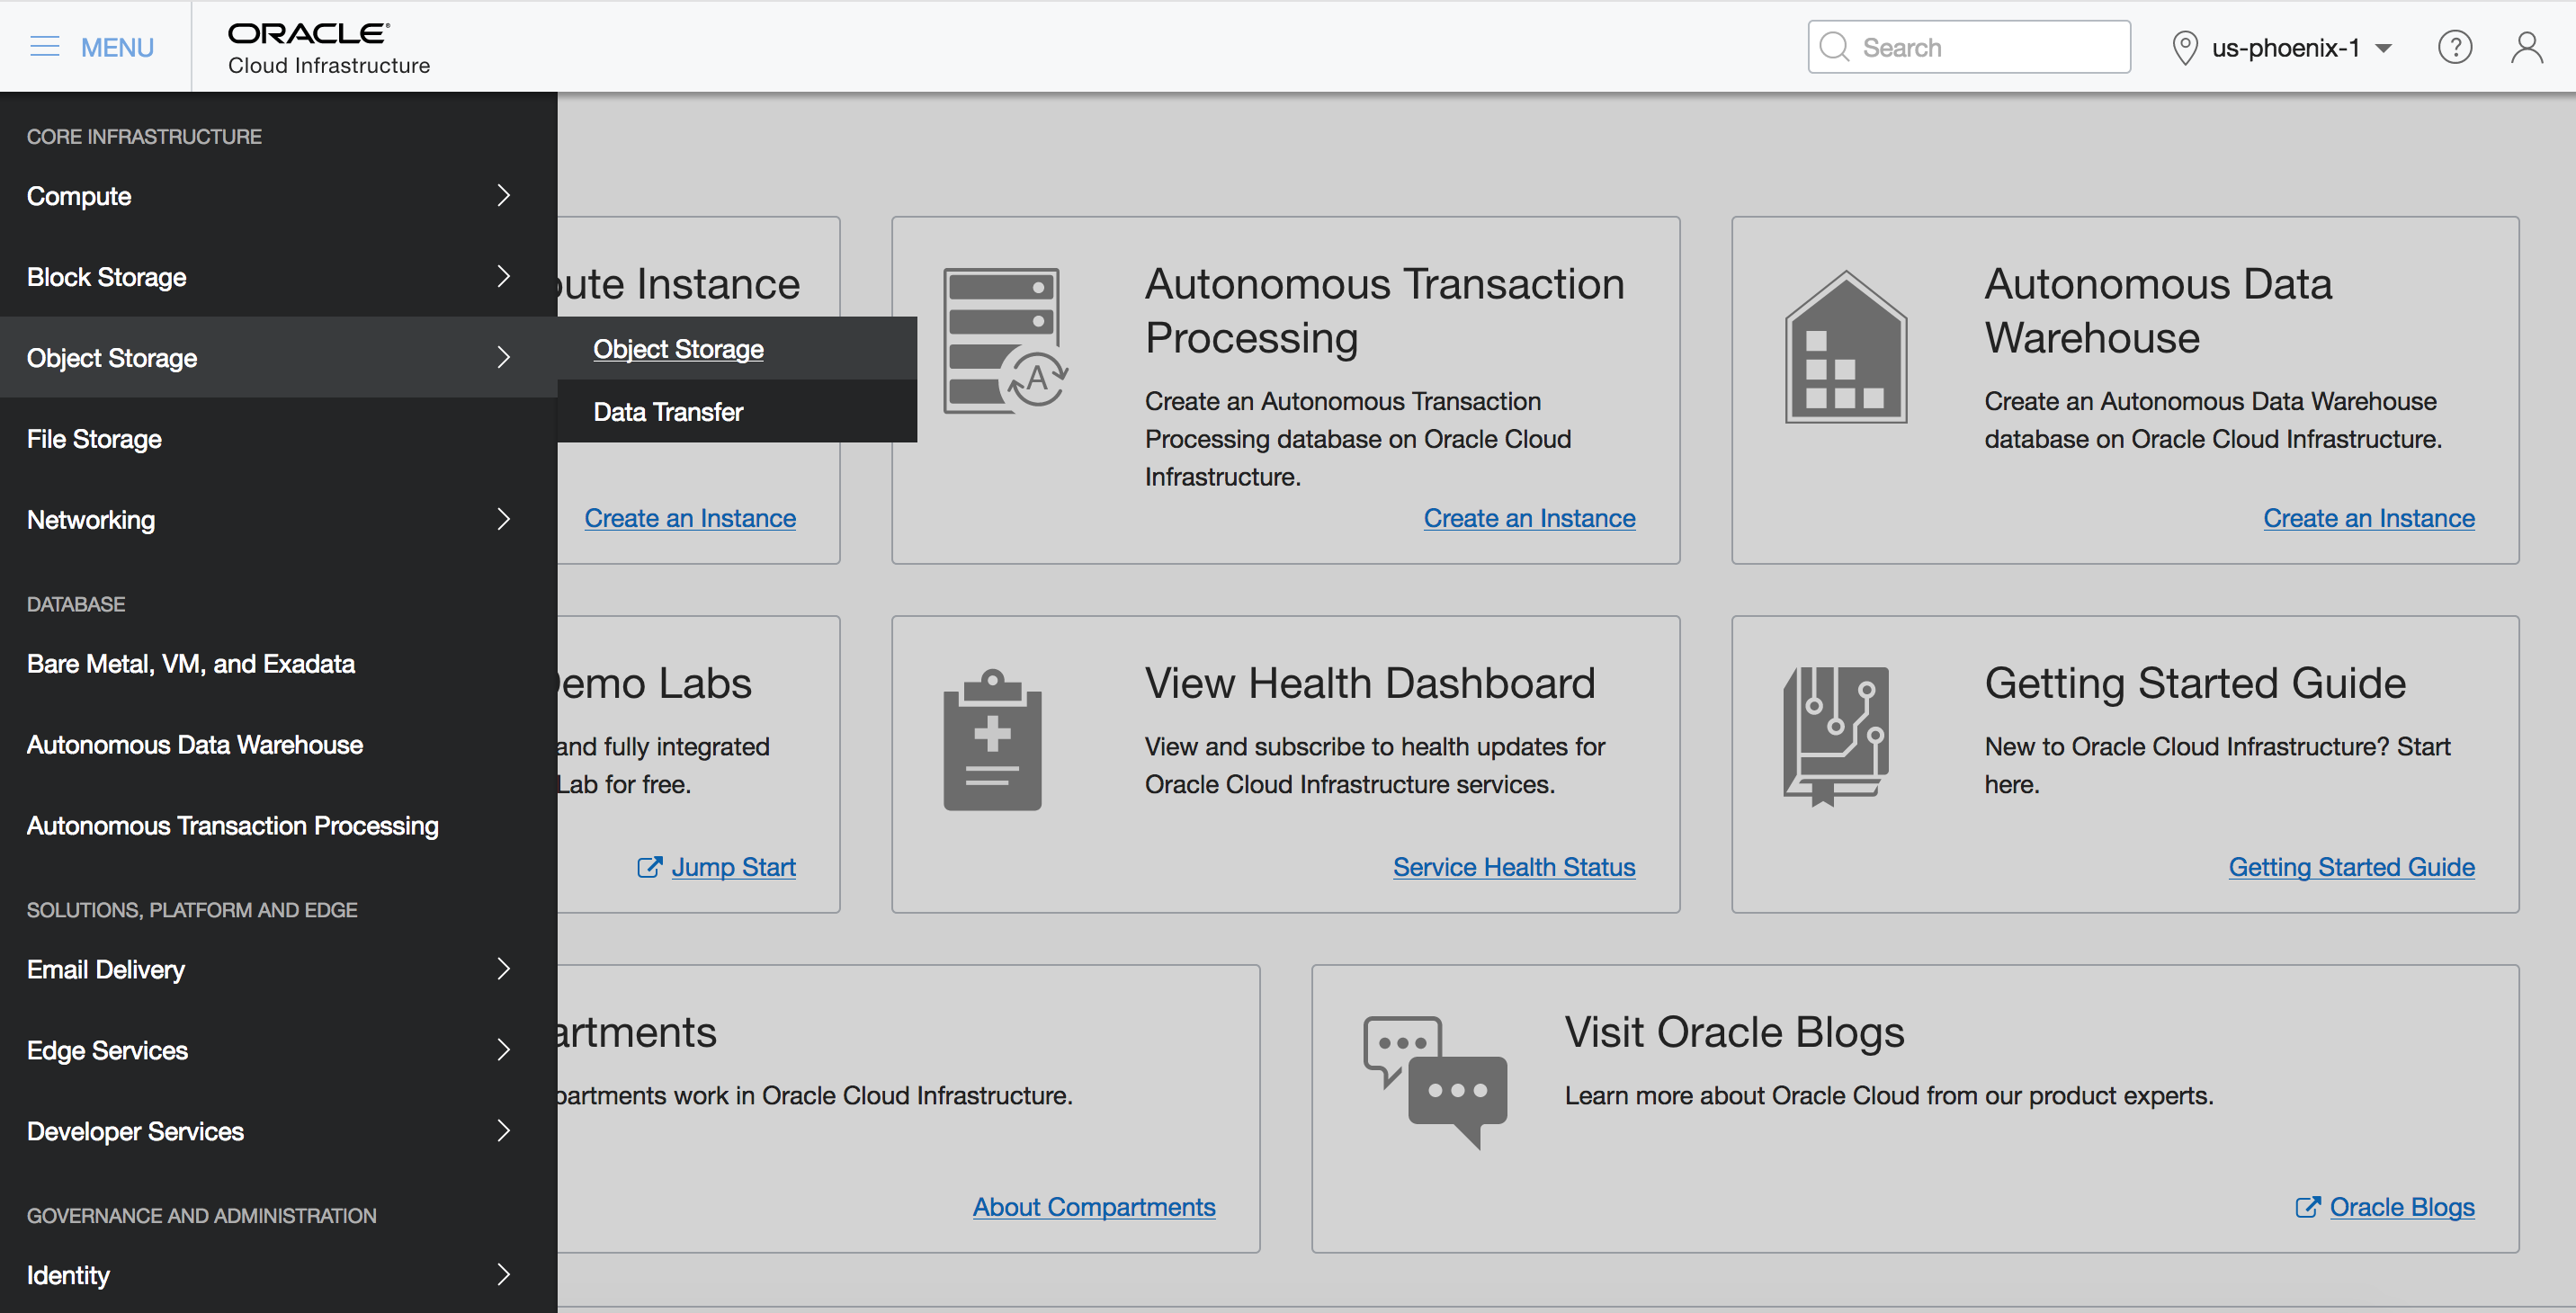 MENU
ORACLE
Cloud Infrastructure
Search
us-phoenix-1
?
CORE INFRASTRUCTURE
Compute
Block Storage
Object Storage
File Storage
Networking
DATABASE
Bare Metal, VM, and Exadata
Autonomous Data Warehouse
Autonomous Transaction Processing
SOLUTIONS, PLATFORM AND EDGE
Email Delivery
Edge Services
Developer Services
GOVERNANCE AND ADMINISTRATION
Identity
Object Storage
Data Transfer
ute Instance
Create an Instance
A
Autonomous Transaction
Processing
Create an Autonomous Transaction
Processing database on Oracle Cloud
Infrastructure.
Create an Instance
Autonomous Data
Warehouse
Create an Autonomous Data Warehouse
database on Oracle Cloud Infrastructure.
Create an Instance
emo Labs
and fully integrated
Lab for free.
Jump Start
View Health Dashboard
View and subscribe to health updates for
Oracle Cloud Infrastructure services.
Service Health Status
Getting Started Guide
New to Oracle Cloud Infrastructure? Start
here.
Getting Started Guide
artments
partments work in Oracle Cloud Infrastructure.
About Compartments
Visit Oracle Blogs
Learn more about Oracle Cloud from our product experts.
Oracle Blogs